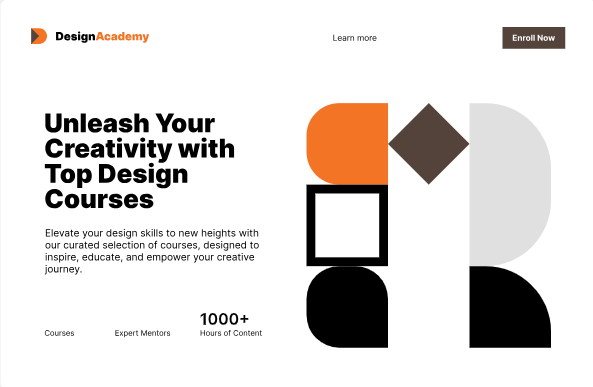 DesignAcademy
Learn more
Enroll Now
Unleash Your
Creativity with
Top Design
Courses
Elevate your design skills to new heights with
our curated selection of courses, designed to
inspire, educate, and empower your creative
journey.
1000+
Courses
Expert Mentors
Hours of Content